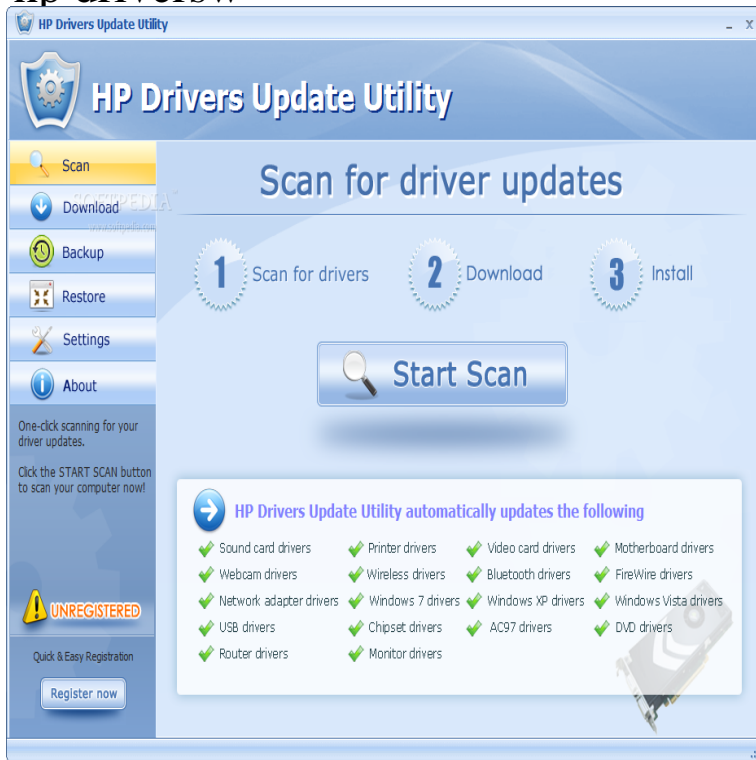 hp driversw
HP Drivers Update Utility
HP Drivers Update Utility
Scan
Download
SOFTPEDIA
www.softpedia.com
Backup
Restore
Settings
About
One-click scanning for your
driver updates.
Click the START SCAN button
to scan your computer now!
UNREGISTERED
Quick & Easy Registration
Register now
Scan for driver updates
1 Scan for drivers 2 Download 3 Install
Start Scan
HP Drivers Update Utility automatically updates the following
Sound card drivers Printer drivers Video card drivers Motherboard drivers
Webcam drivers Wireless drivers Bluetooth drivers FireWire drivers
Network adapter drivers Windows 7 drivers Windows XP drivers Windows Vista drivers
USB drivers Chipset drivers AC97 drivers DVD drivers
Router drivers Monitor drivers